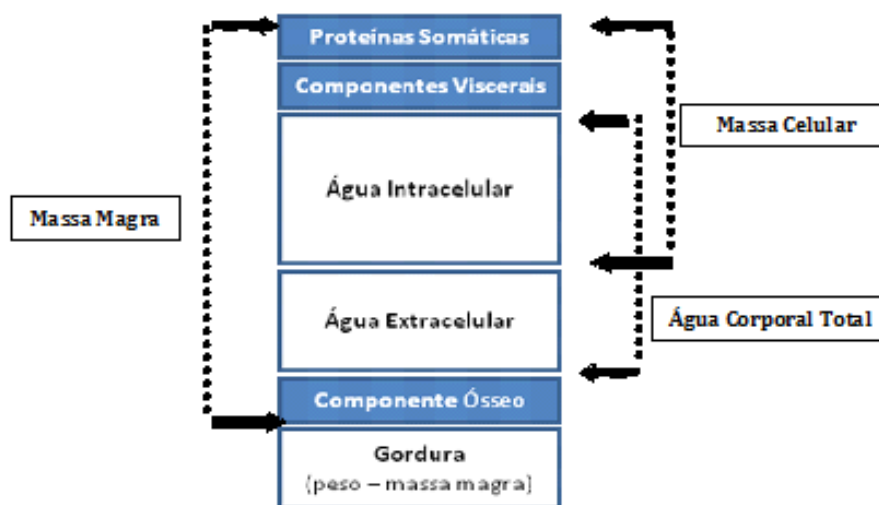 Proteínas Somáticas
Componentes Viscerais
Massa Celular
Água Intracelular
Massa Magra
Água Extracelular
Água Corporal Total
Componente Ósseo
Gordura
(peso – massa magra)